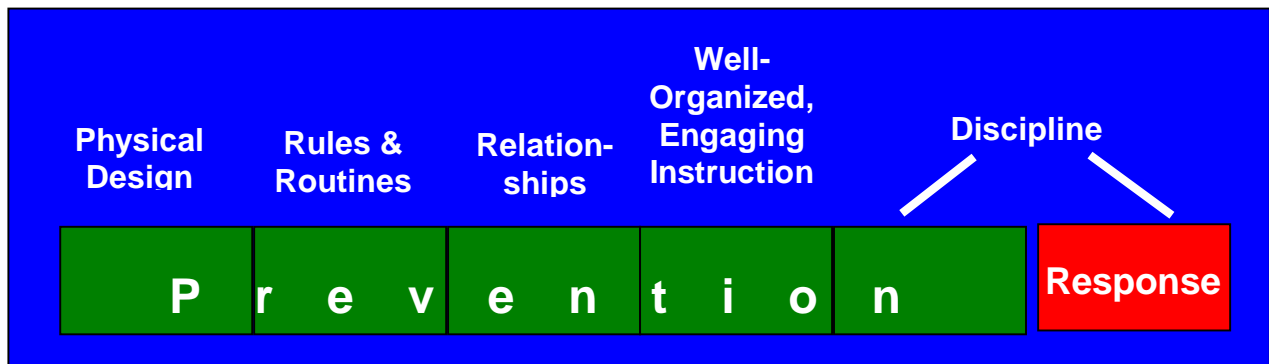 Physical
Design
Rules &
Routines
Relation-
ships
Well-
Organized,
Engaging
Instruction
Discipline
P r e v e n t i o n
Response